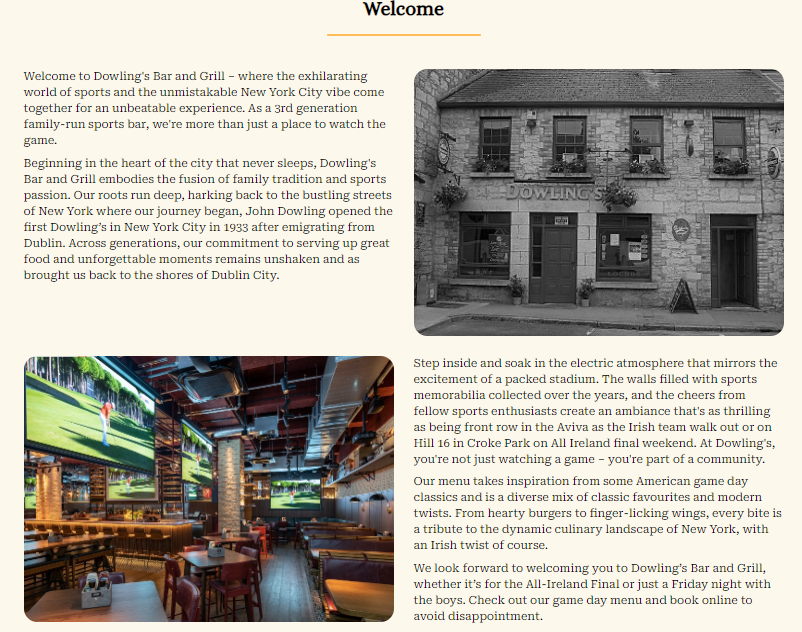 Welcome
Welcome to Dowling's Bar and Grill – where the exhilarating
world of sports and the unmistakable New York City vibe come
together for an unbeatable experience. As a 3rd generation
family-run sports bar, we're more than just a place to watch the
game.
Beginning in the heart of the city that never sleeps, Dowling's
Bar and Grill embodies the fusion of family tradition and sports
passion. Our roots run deep, harking back to the bustling streets
of New York where our journey began, John Dowling opened the
first Dowling's in New York City in 1933 after emigrating from
Dublin. Across generations, our commitment to serving up great
food and unforgettable moments remains unshaken and as
brought us back to the shores of Dublin City.
DOWLING'S
Step inside and soak in the electric atmosphere that mirrors the
excitement of a packed stadium. The walls filled with sports
memorabilia collected over the years, and the cheers from
fellow sports enthusiasts create an ambiance that's as thrilling
as being front row in the Aviva as the Irish team walk out or on
Hill 16 in Croke Park on All Ireland final weekend. At Dowling's,
you're not just watching a game – you're part of a community.
Our menu takes inspiration from some American game day
classics and is a diverse mix of classic favourites and modern
twists. From hearty burgers to finger-licking wings, every bite is
a tribute to the dynamic culinary landscape of New York, with
an Irish twist of course.
We look forward to welcoming you to Dowling's Bar and Grill,
whether it's for the All-Ireland Final or just a Friday night with
the boys. Check out our game day menu and book online to
avoid disappointment.